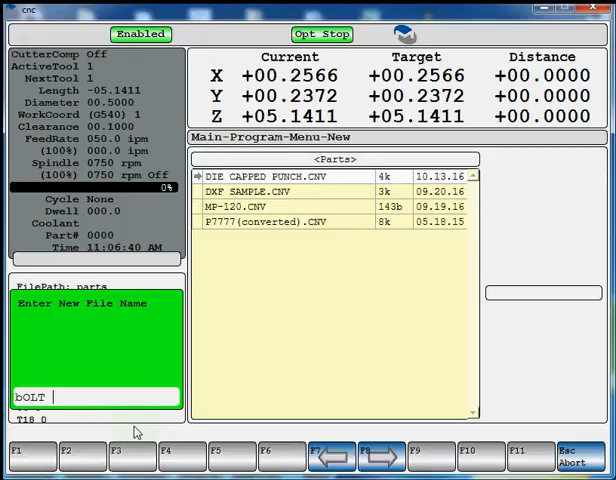 cnc
Enabled
Opt Stop
CutterComp Off
ActiveTool 1
NextTool 1
Length -05.1411
Diameter 00.5000
WorkCoord (G540) 1
Clearance 00.1000
FeedRate 050.0 ipm
(100%) 000.0 ipm
Spindle 0750 rpm
(100%) 0750 rpm Off
0%
Cycle None
Dwell 000.0
Coolant
Part# 0000
Time 11:06:40 AM
Current Target Distance
X +00.2566 +00.2566 +00.0000
Y +00.2372 +00.2372 +00.0000
Z +05.1411 +05.1411 +00.0000
Main-Program-Menu-New
<Parts>
DIE CAPPED PUNCH.CNV 4k 10.13.16
DXF SAMPLE.CNV 3k 09.20.16
MP-120.CNV 143b 09.19.16
P7777(converted).CNV 8k 05.18.15
FilePath: parts
Enter New File Name
bOLT
T18 0
F1 F2 F3 F4 F5 F6 F7 F8 F9 F10 F11 Esc
Abort